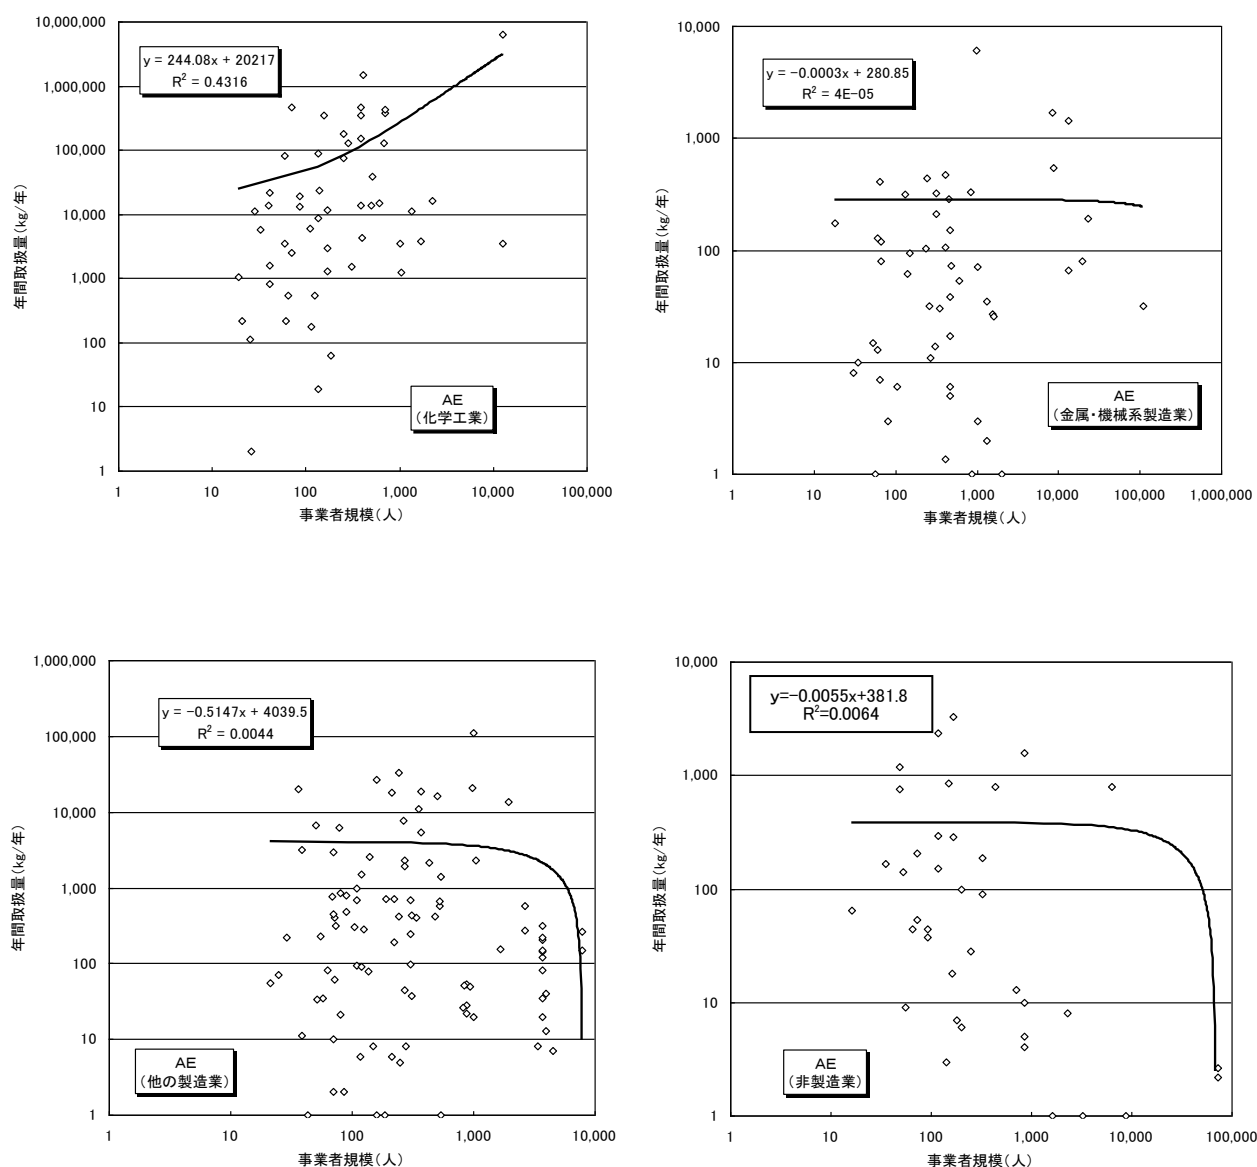 10,000,000
1,000,000
100,000
10,000
1,000
100
10
1
年間取扱量(kg/年)
y = 244.08x + 20217
R² = 0.4316
AE
(化学工業)
1 10 100 1,000 10,000 100,000
事業者規模(人)
10,000
1,000
100
10
1
年間取扱量(kg/年)
y = -0.0003x + 280.85
R² = 4E-05
AE
(金属・機械系製造業)
1 10 100 1,000 10,000 100,000 1,000,000
事業者規模(人)
1,000,000
100,000
10,000
1,000
100
10
1
年間取扱量(kg/年)
y = -0.5147x + 4039.5
R² = 0.0044
AE
(他の製造業)
1 10 100 1,000 10,000
事業者規模(人)
10,000
1,000
100
10
1
年間取扱量(kg/年)
y=-0.0055x+381.8
R²=0.0064
AE
(非製造業)
1 10 100 1,000 10,000 100,000
事業者規模(人)